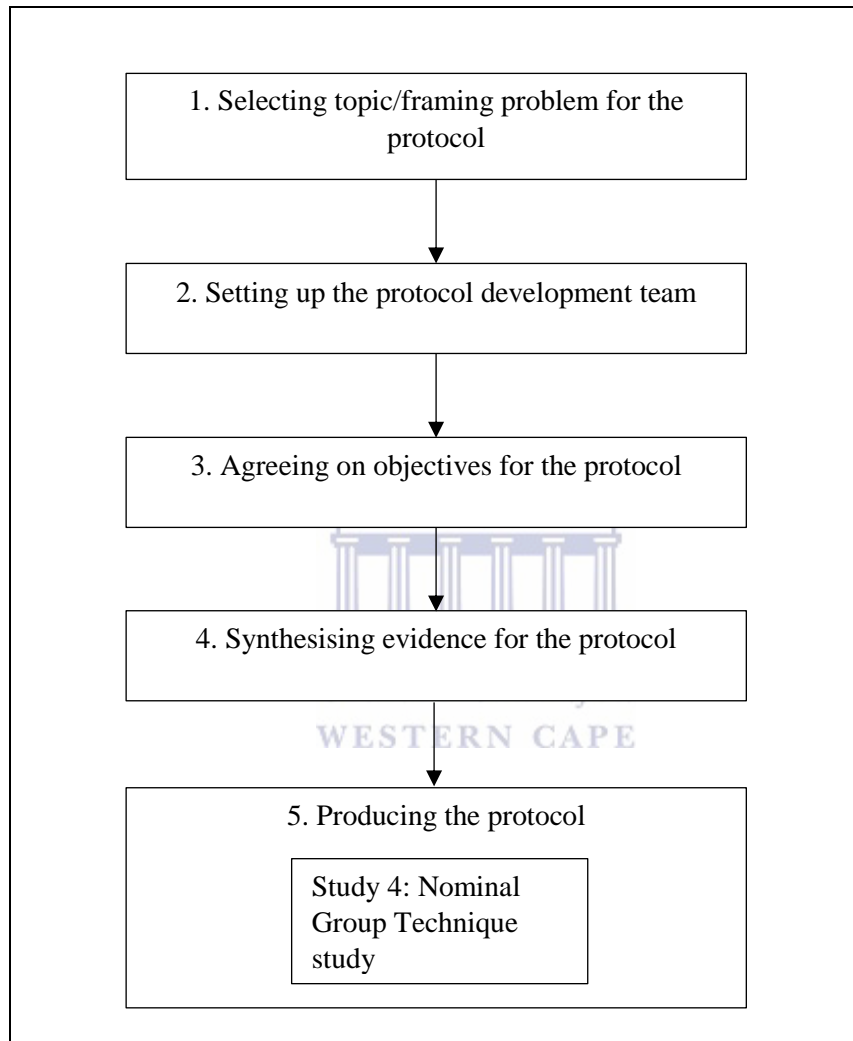 1. Selecting topic/framing problem for the
protocol
2. Setting up the protocol development team
3. Agreeing on objectives for the protocol
4. Synthesising evidence for the protocol
WESTERN CAPE
5. Producing the protocol
Study 4: Nominal
Group Technique
study